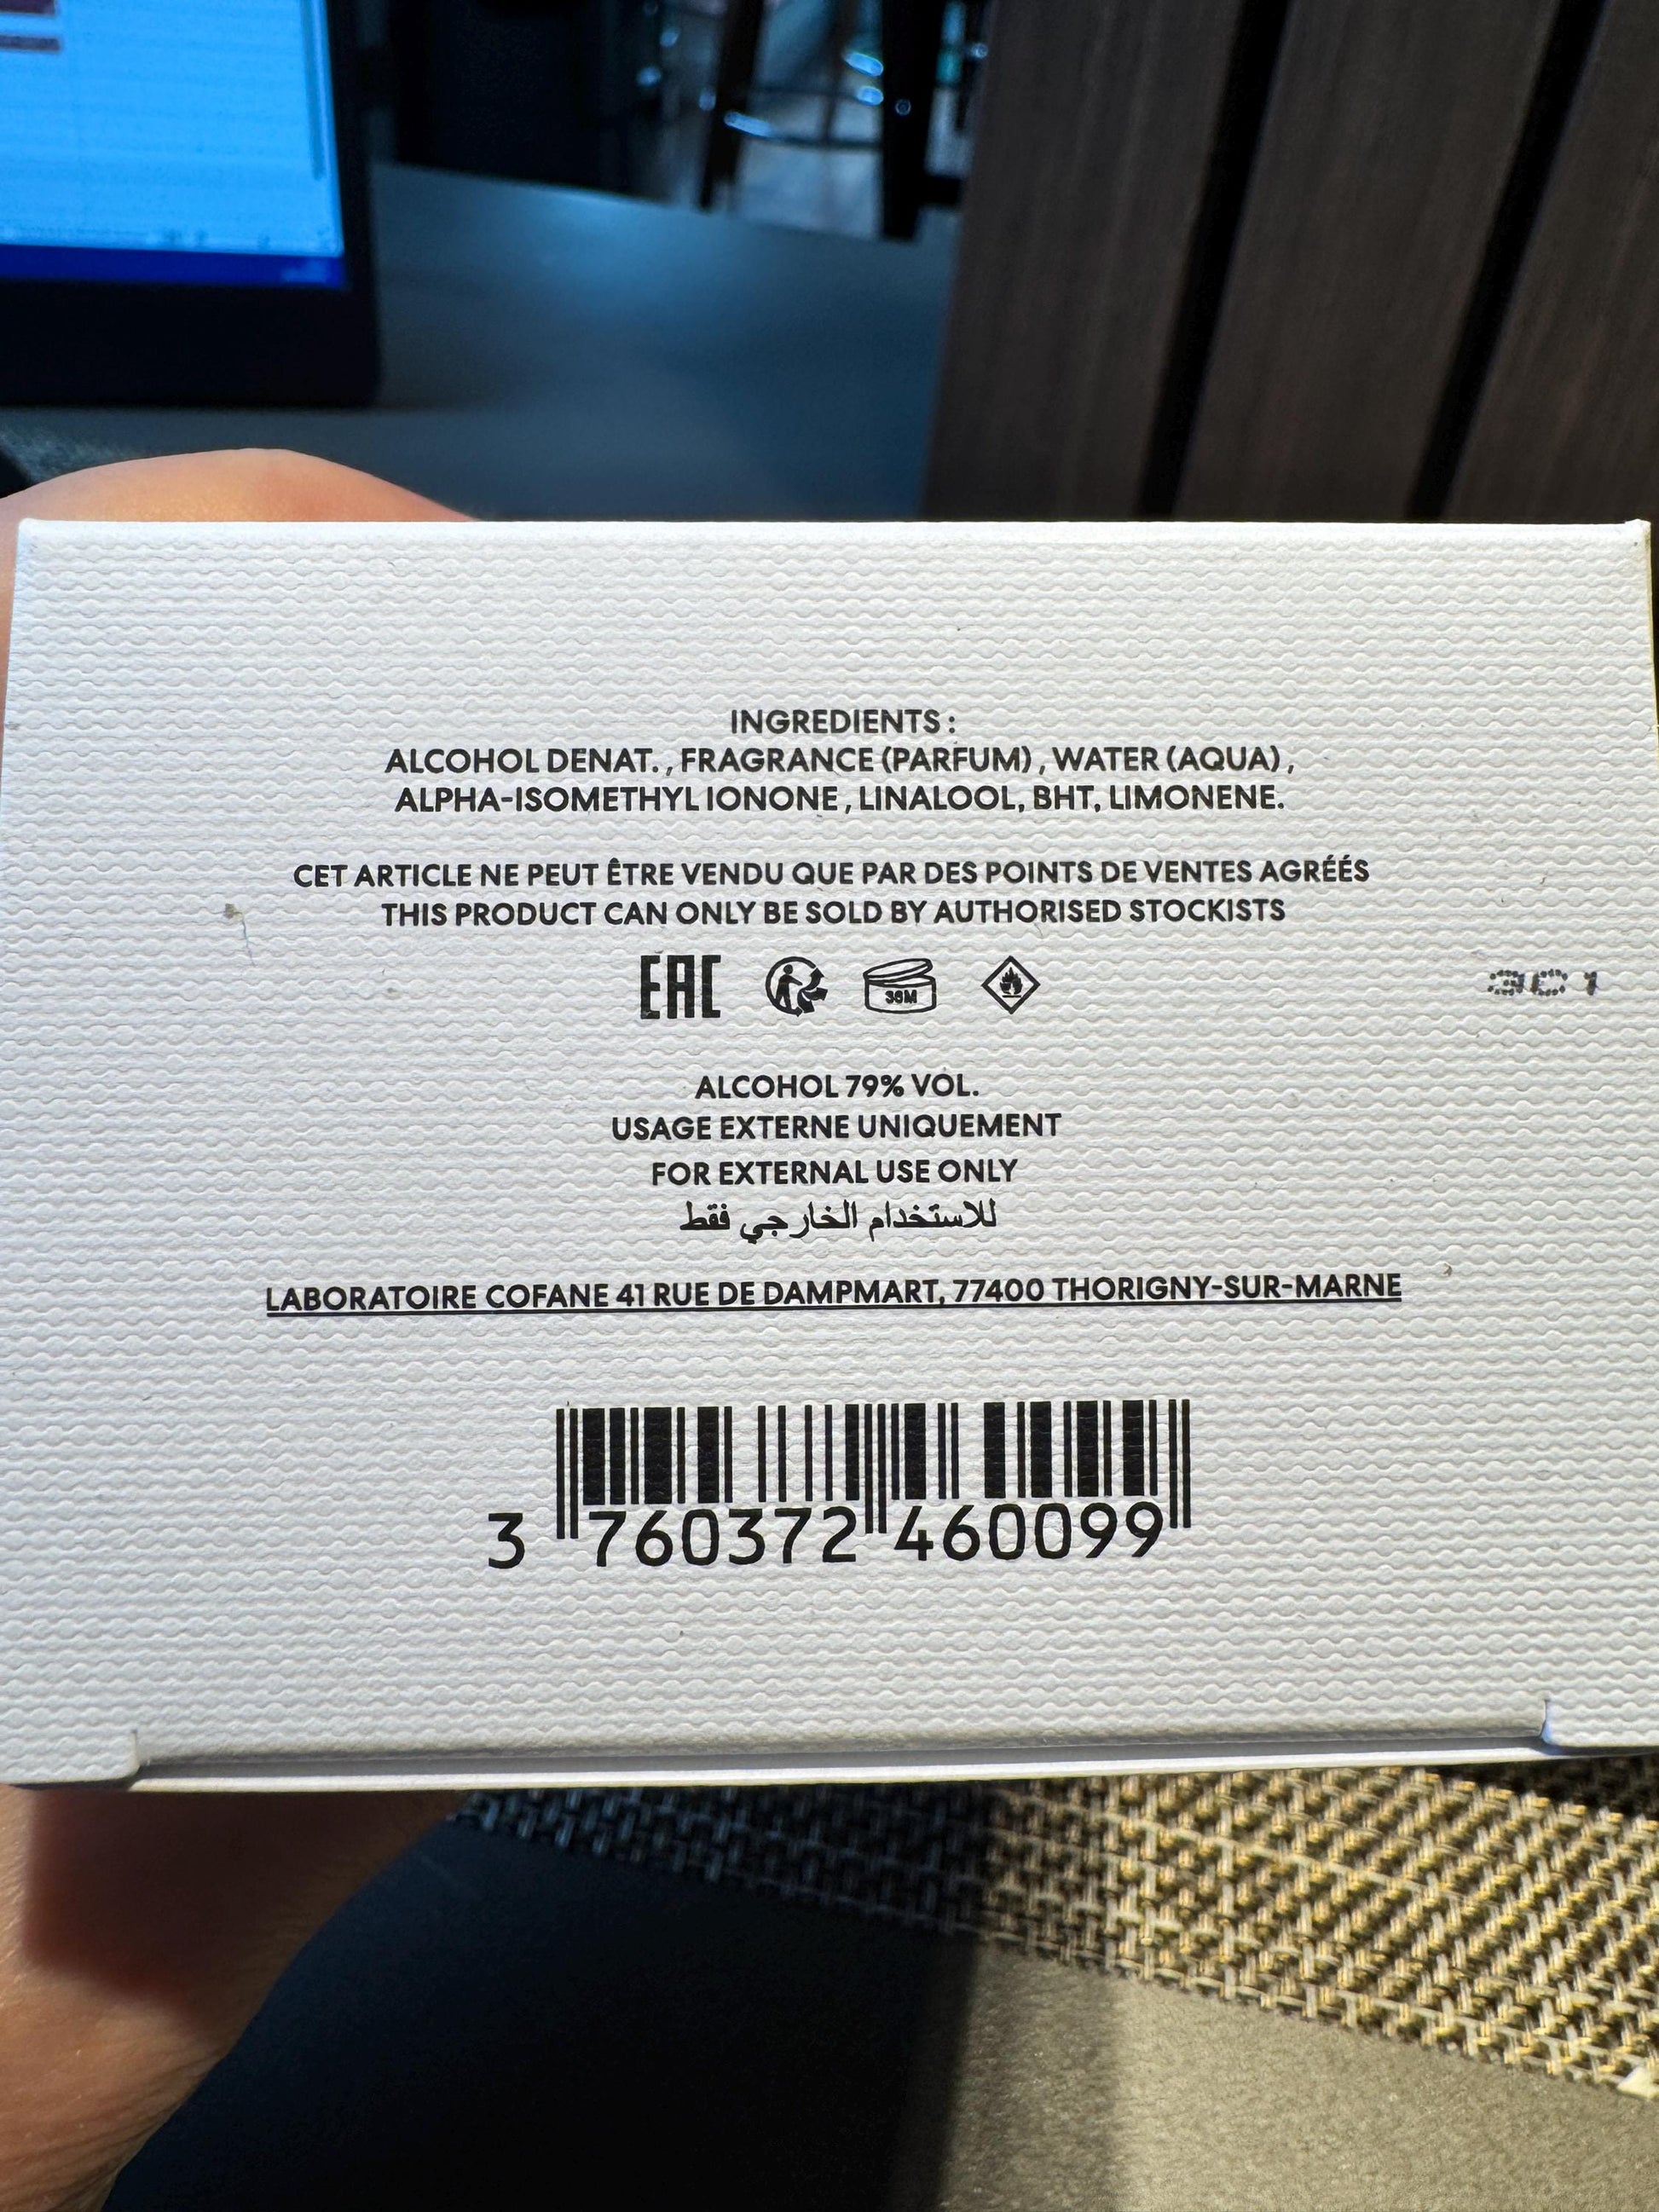 INGREDIENTS :
ALCOHOL DENAT. , FRAGRANCE (PARFUM) , WATER (AQUA) ,
ALPHA-ISOMETHYL IONONE , LINALOOL, BHT, LIMONENE.
CET ARTICLE NE PEUT ÊTRE VENDU QUE PAR DES POINTS DE VENTES AGRÉÉS
THIS PRODUCT CAN ONLY BE SOLD BY AUTHORISED STOCKISTS
EAC
36M
ALCOHOL 79% VOL.
USAGE EXTERNE UNIQUEMENT
FOR EXTERNAL USE ONLY
للاستخدام الخارجي فقط
LABORATOIRE COFANE 41 RUE DE DAMPMART, 77400 THORIGNY-SUR-MARNE
3 760372 460099